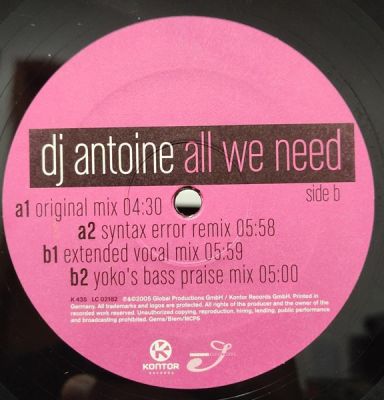 dj antoine all we need
side b
a1 original mix 04:30
a2 syntax error remix 05:58
b1 extended vocal mix 05:59
b2 yoko's bass praise mix 05:00
K 435 LC 02182 ℗&©2005 Global Productions GmbH / Kontor Records GmbH. Printed in
Germany. All trademarks and logos are protected. All rights of the producer and the owner of the
recorded work reserved. Unauthorized copying, reproduction, hiring, lending, public performance
and broadcasting prohibited. Gema/Biem/MCPS
KONTOR
RECORDS